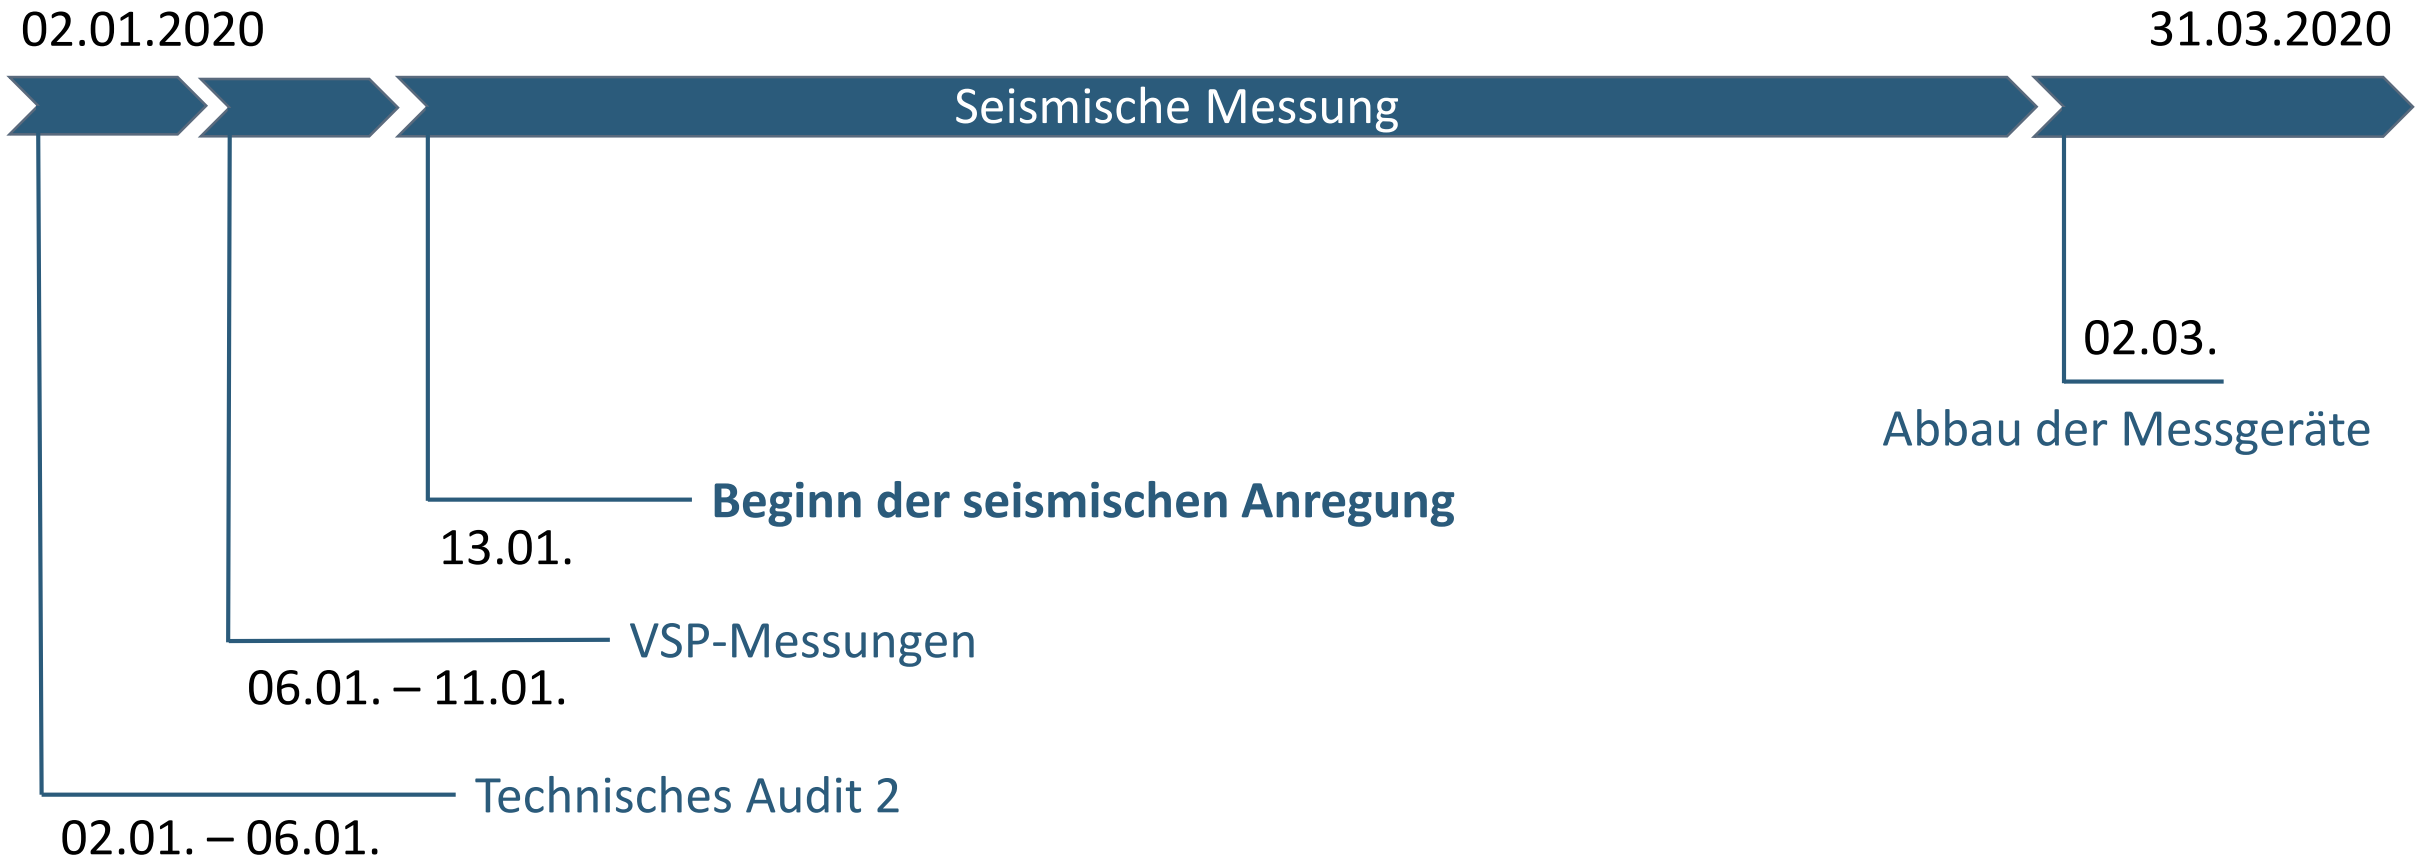 02.01.2020
31.03.2020
Seismische Messung
02.03.
Abbau der Messgeräte
Beginn der seismischen Anregung
13.01.
VSP-Messungen
06.01. – 11.01.
Technisches Audit 2
02.01. – 06.01.